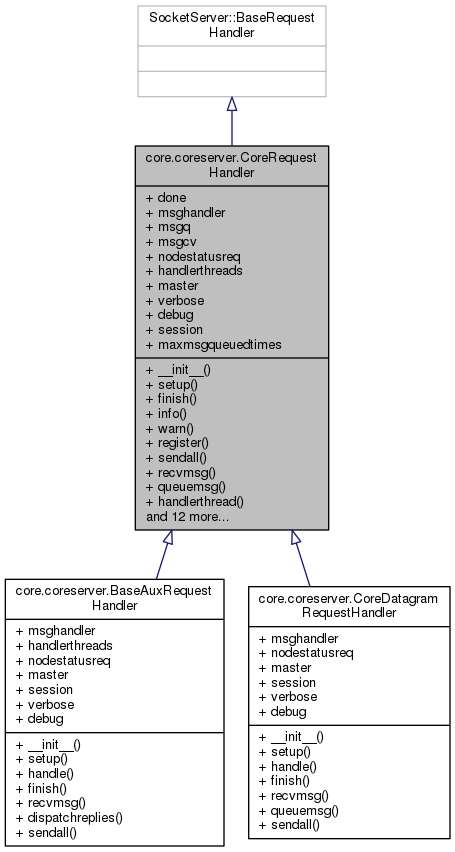 SocketServer::BaseRequest
Handler
core.coreserver.CoreRequest
Handler
+ done
+ msghandler
+ msgq
+ msgcv
+ nodestatusreq
+ handlerthreads
+ master
+ verbose
+ debug
+ session
+ maxmsgqueuedtimes
+ __init__()
+ setup()
+ finish()
+ info()
+ warn()
+ register()
+ sendall()
+ recvmsg()
+ queuemsg()
+ handlerthread()
and 12 more...
core.coreserver.BaseAuxRequest
Handler
+ msghandler
+ handlerthreads
+ nodestatusreq
+ master
+ session
+ verbose
+ debug
+ __init__()
+ setup()
+ handle()
+ finish()
+ recvmsg()
+ dispatchreplies()
+ sendall()
core.coreserver.CoreDatagram
RequestHandler
+ msghandler
+ nodestatusreq
+ master
+ session
+ verbose
+ debug
+ __init__()
+ setup()
+ handle()
+ finish()
+ recvmsg()
+ queuemsg()
+ sendall()